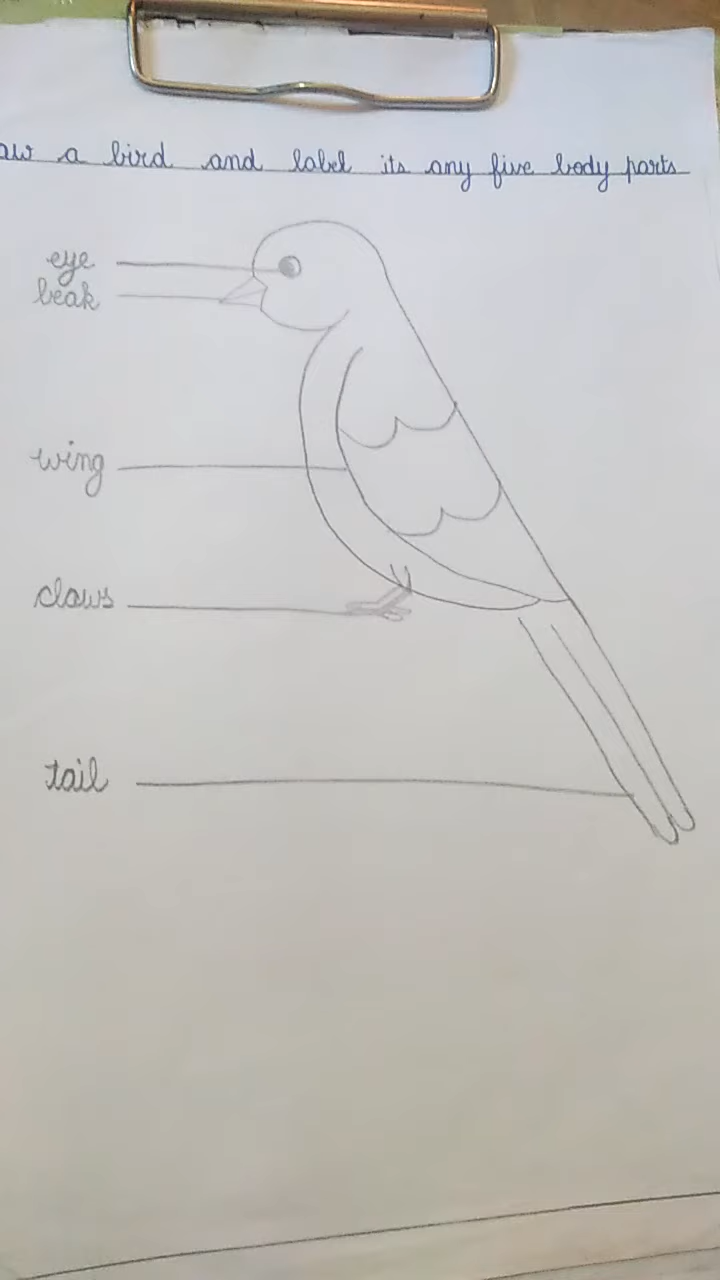 aw a bird and label its any five body parts
eye
beak
wing
claws
tail